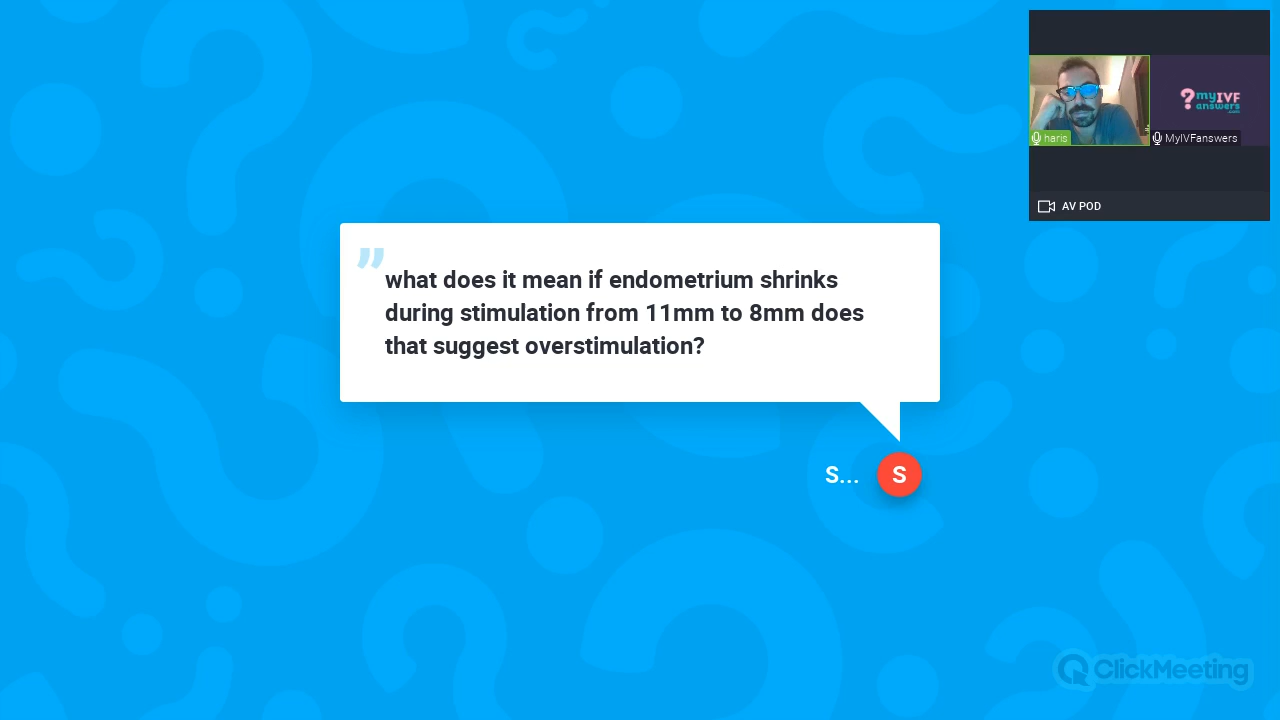 ?myIVF
answers
.com
haris
MyIVFanswers
AV POD
what does it mean if endometrium shrinks
during stimulation from 11mm to 8mm does
that suggest overstimulation?
S... S
ClickMeeting